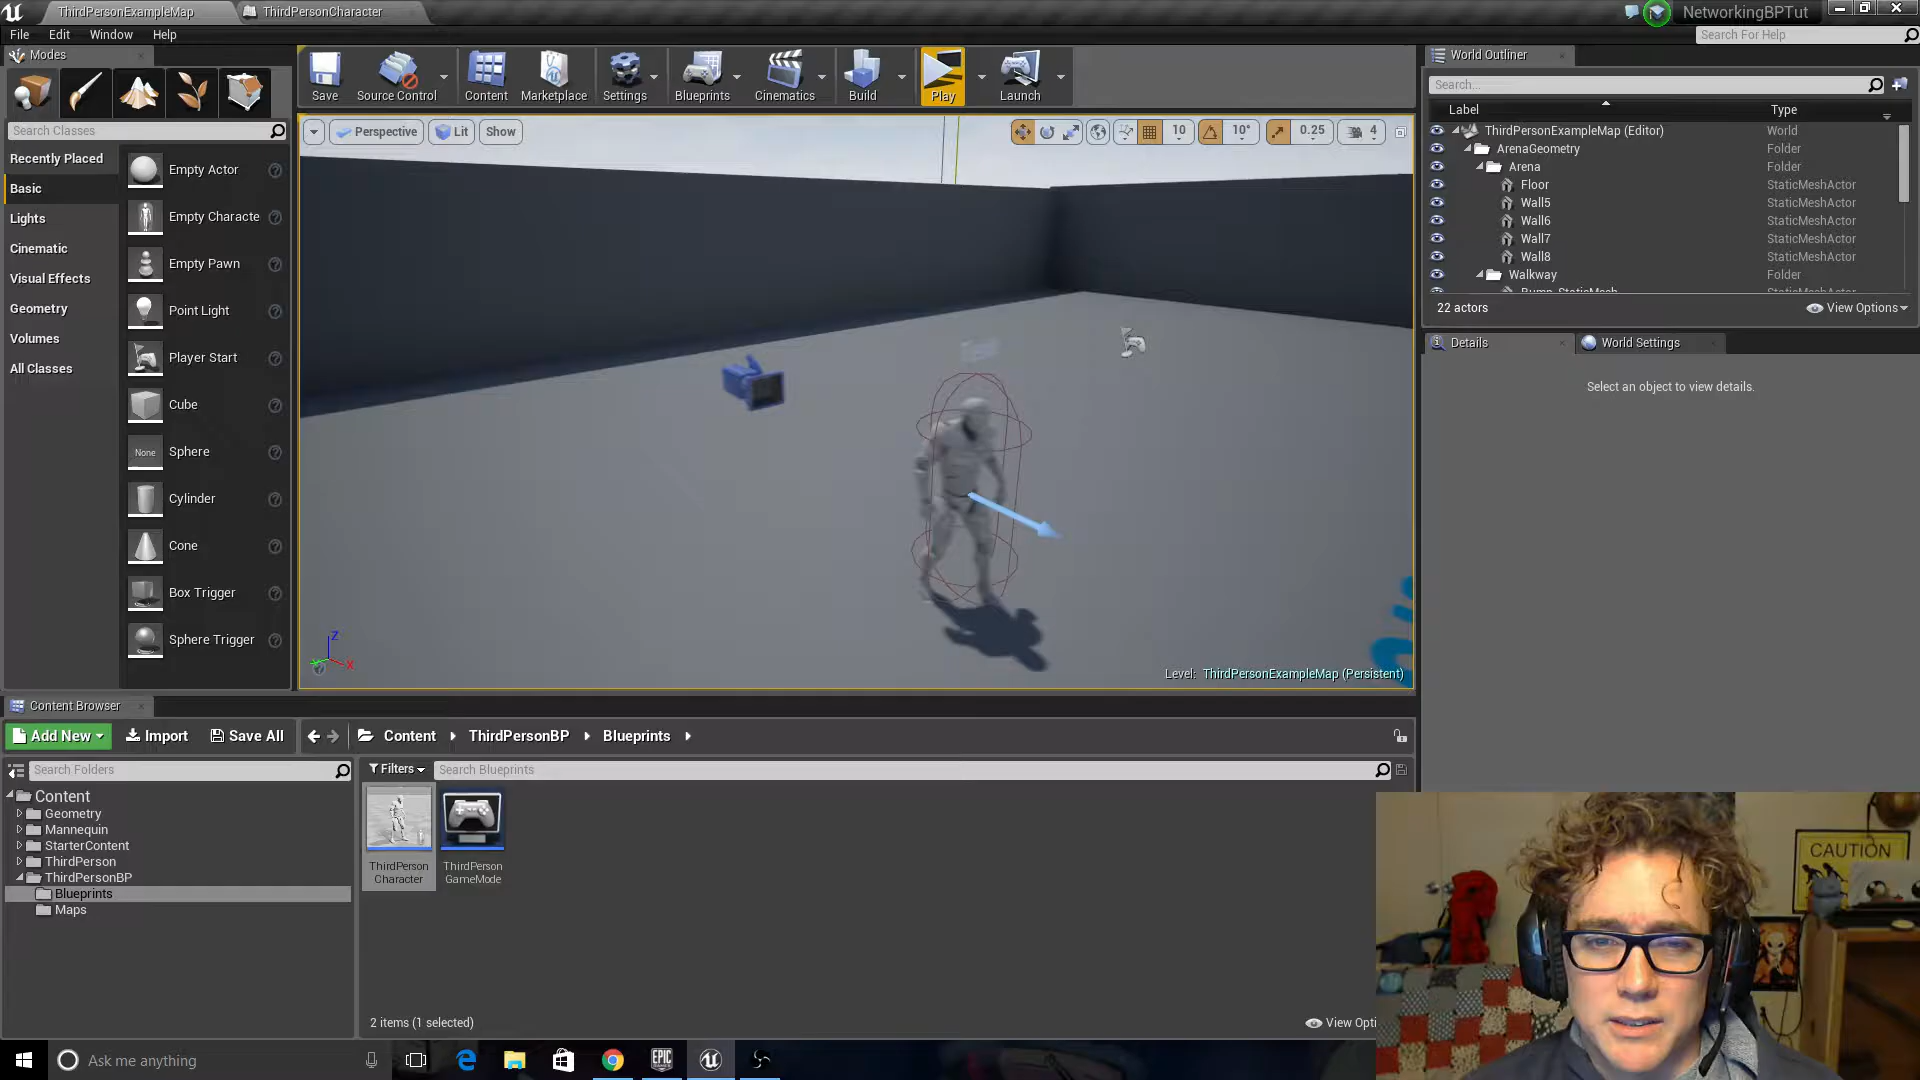 ThirdPersonExampleMap
ThirdPersonCharacter
NetworkingBPTut
File Edit Window Help
Search For Help
Modes
Search Classes
Recently Placed
Basic
Lights
Cinematic
Visual Effects
Geometry
Volumes
All Classes
Empty Actor
Empty Characte
Empty Pawn
Point Light
Player Start
Cube
None
Sphere
Cylinder
Cone
Box Trigger
Sphere Trigger
Save
Source Control
Content
Marketplace
Settings
Blueprints
Cinematics
Build
Play
Launch
Perspective
Lit
Show
10
10°
0.25
4
Z
X
Level: ThirdPersonExampleMap (Persistent)
World Outliner
Search...
Label Type
ThirdPersonExampleMap (Editor) World
ArenaGeometry Folder
Arena Folder
Floor StaticMeshActor
Wall5 StaticMeshActor
Wall6 StaticMeshActor
Wall7 StaticMeshActor
Wall8 StaticMeshActor
Walkway Folder
Bump_StaticMesh StaticMeshActor
22 actors
View Options
Details
World Settings
Select an object to view details.
Content Browser
Add New
Import
Save All
Content
ThirdPersonBP
Blueprints
Search Folders
Filters
Search Blueprints
Content
Geometry
Mannequin
StarterContent
ThirdPerson
ThirdPersonBP
Blueprints
Maps
ThirdPerson
Character
ThirdPerson
GameMode
2 items (1 selected)
View Opti
CAUTION
Ask me anything
EPIC
GAMES